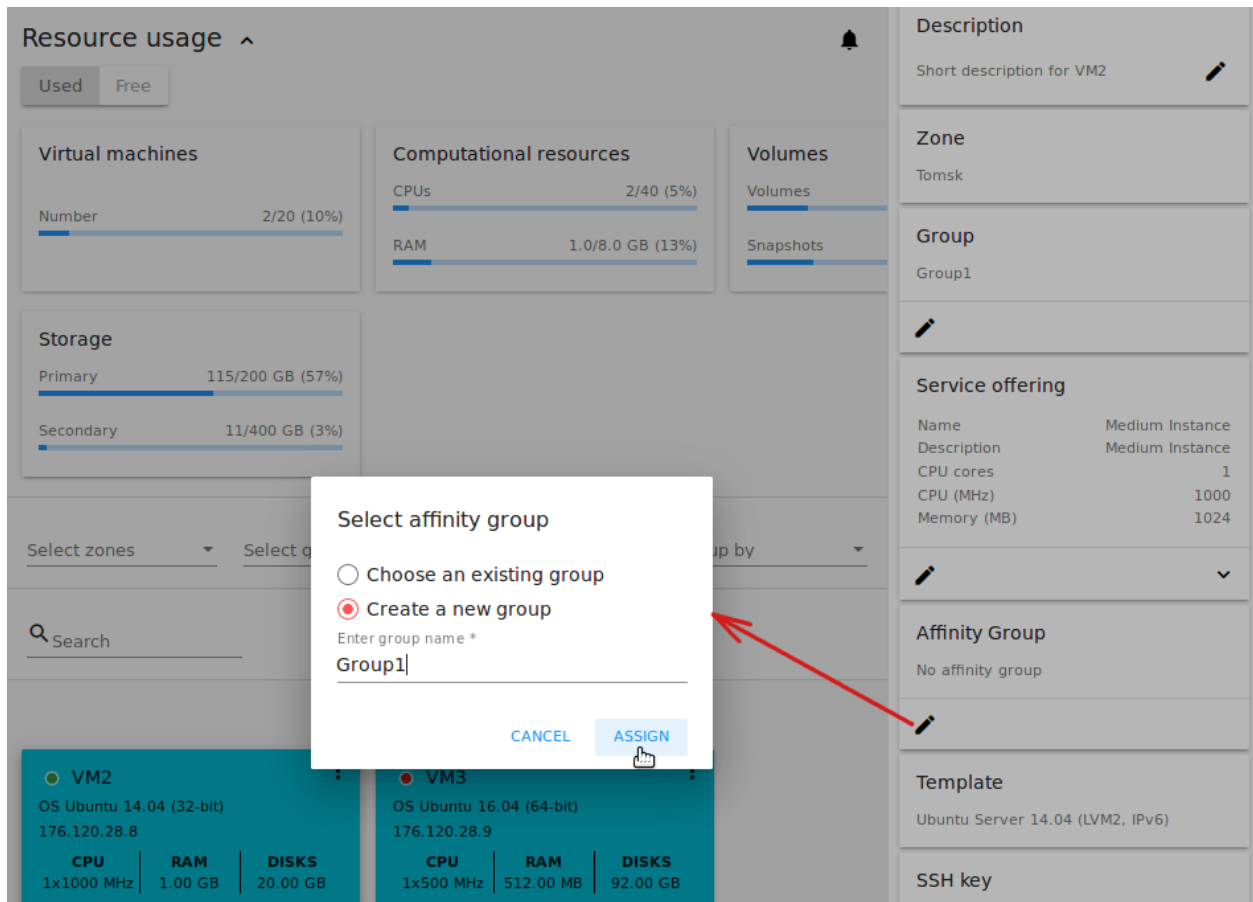 Resource usage
Used Free
Virtual machines
Number 2/20 (10%)
Computational resources
CPUs 2/40 (5%)
RAM 1.0/8.0 GB (13%)
Volumes
Volumes
Snapshots
Storage
Primary 115/200 GB (57%)
Secondary 11/400 GB (3%)
Select zones
Select
by
Search
Select affinity group
Choose an existing group
Create a new group
Enter group name *
Group1
CANCEL ASSIGN
VM2
OS Ubuntu 14.04 (32-bit)
176.120.28.8
CPU RAM DISKS
1x1000 MHz 1.00 GB 20.00 GB
VM3
OS Ubuntu 16.04 (64-bit)
176.120.28.9
CPU RAM DISKS
1x500 MHz 512.00 MB 92.00 GB
Description
Short description for VM2
Zone
Tomsk
Group
Group1
Service offering
Name Medium Instance
Description Medium Instance
CPU cores 1
CPU (MHz) 1000
Memory (MB) 1024
Affinity Group
No affinity group
Template
Ubuntu Server 14.04 (LVM2, IPv6)
SSH key